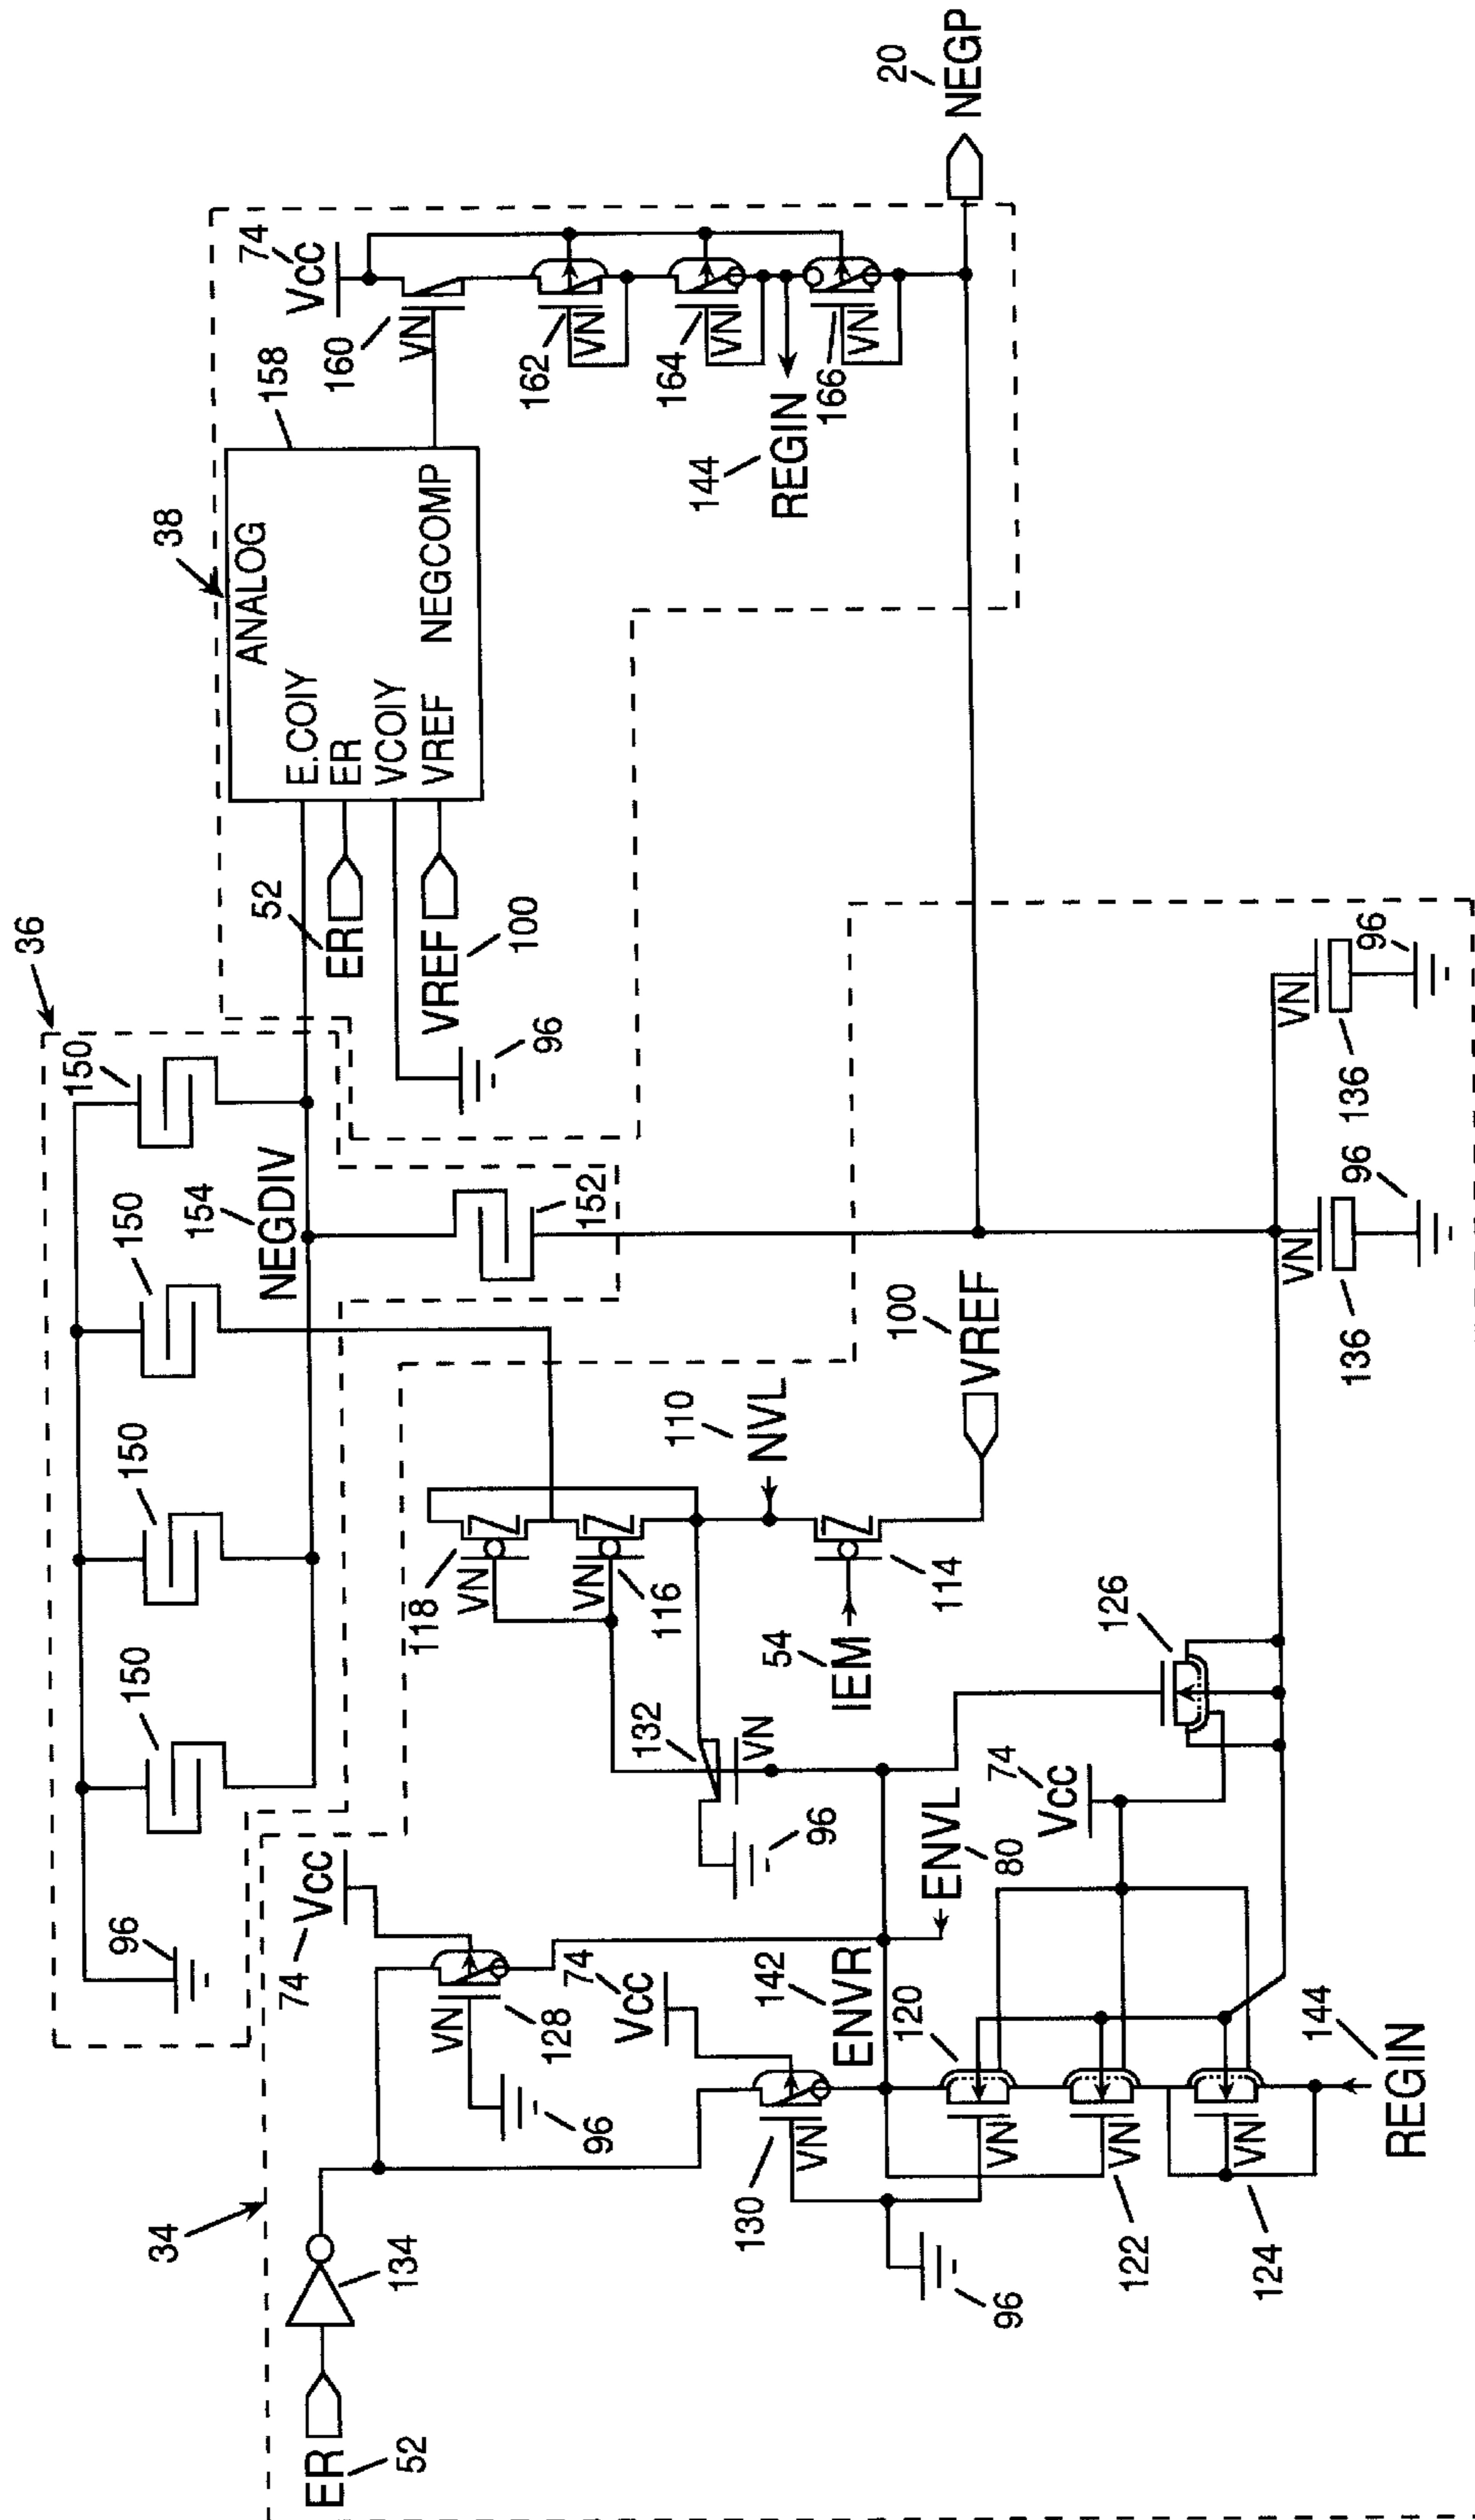 36
150
150
150
150
NEGDIV
154
152
96
38
ANALOG
E.COIY
ER
VCOIY
VREF
NEGCOMP
158
52
ER
VREF
100
96
74
Vcc
160
VN
162
VN
164
VN
144
REGIN
166
VN
20
NEGP
34
ER
52
134
74
Vcc
VN
128
96
74
Vcc
130
VN
96
142
ENVR
120
VN
122
VN
124
VN
144
REGIN
ENVL
80
132
VN
96
118
VN
VN
116
110
NVL
54
IEM
114
100
VREF
74
Vcc
126
VN
136
96
VN
136
96